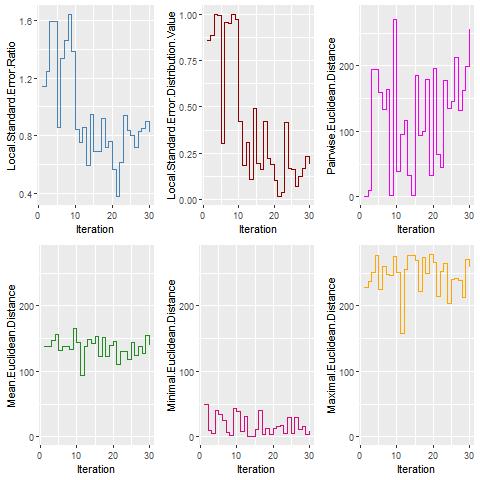 Local.Standard.Error.Ratio
1.6
1.2
0.8
0.4
0 10 20 30
Iteration
Local.Standard.Error.Distribution.Value
1.00
0.75
0.50
0.25
0.00
0 10 20 30
Iteration
Pairwise.Euclidean.Distance
200
100
0
0 10 20 30
Iteration
Mean.Euclidean.Distance
200
100
0
0 10 20 30
Iteration
Minimal.Euclidean.Distance
200
100
0
0 10 20 30
Iteration
Maximal.Euclidean.Distance
200
100
0
0 10 20 30
Iteration